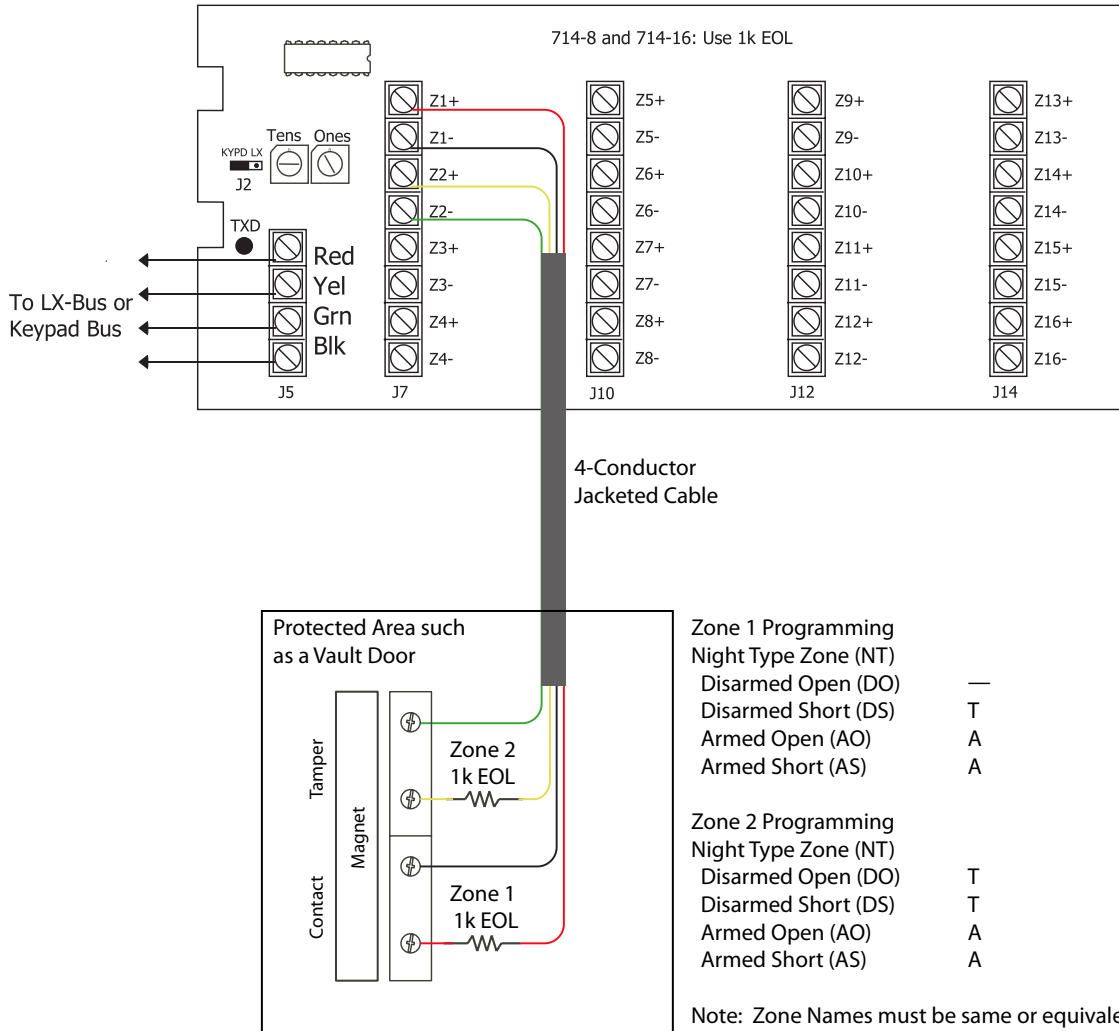 714-8 and 714-16: Use 1k EOL
KYPD LX
J2
Tens Ones
TXD
Red
Yel
Grn
Blk
To LX-Bus or
Keypad Bus
J5
Z1+
Z1-
Z2+
Z2-
Z3+
Z3-
Z4+
Z4-
J7
Z5+
Z5-
Z6+
Z6-
Z7+
Z7-
Z8+
Z8-
J10
Z9+
Z9-
Z10+
Z10-
Z11+
Z11-
Z12+
Z12-
J12
Z13+
Z13-
Z14+
Z14-
Z15+
Z15-
Z16+
Z16-
J14
4-Conductor
Jacketed Cable
Protected Area such
as a Vault Door
Tamper
Contact
Magnet
Zone 2
1k EOL
Zone 1
1k EOL
Zone 1 Programming
Night Type Zone (NT)
Disarmed Open (DO) —
Disarmed Short (DS) T
Armed Open (AO) A
Armed Short (AS) A
Zone 2 Programming
Night Type Zone (NT)
Disarmed Open (DO) T
Disarmed Short (DS) T
Armed Open (AO) A
Armed Short (AS) A
Note: Zone Names must be same or